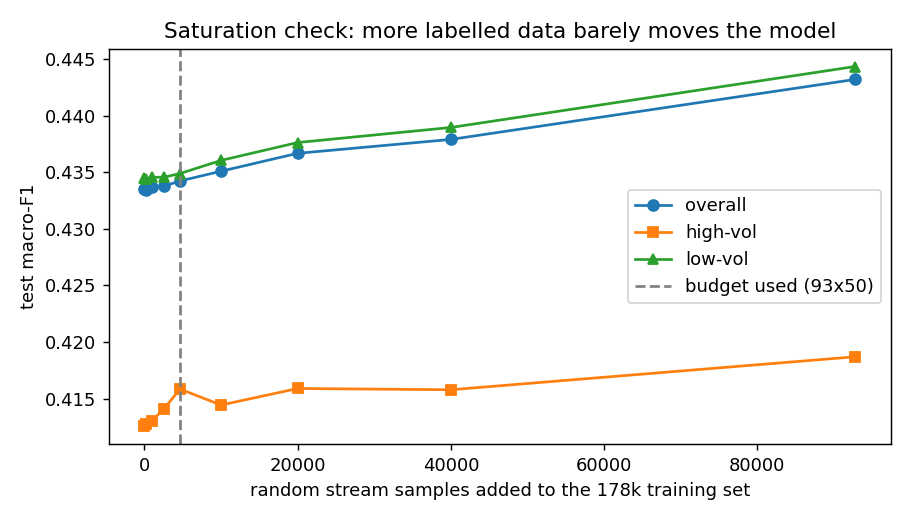 Saturation check: more labelled data barely moves the model
test macro-F1
0.445
0.440
0.435
0.430
0.425
0.420
0.415
overall
high-vol
low-vol
budget used (93x50)
0 20000 40000 60000 80000
random stream samples added to the 178k training set